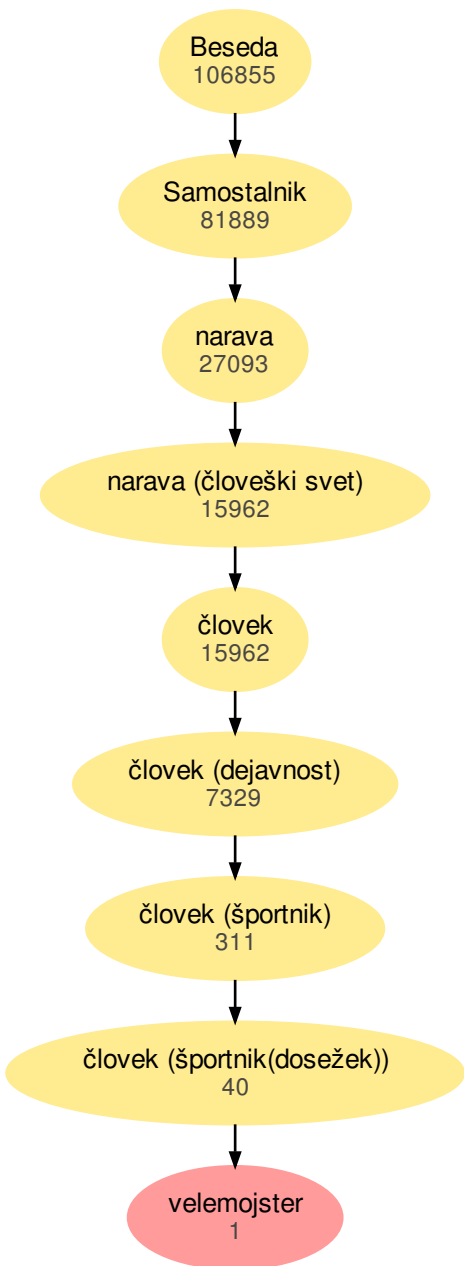 Beseda
106855
Samostalnik
81889
narava
27093
narava (človeški svet)
15962
človek
15962
človek (dejavnost)
7329
človek (športnik)
311
človek (športnik(dosežek))
40
velemojster
1